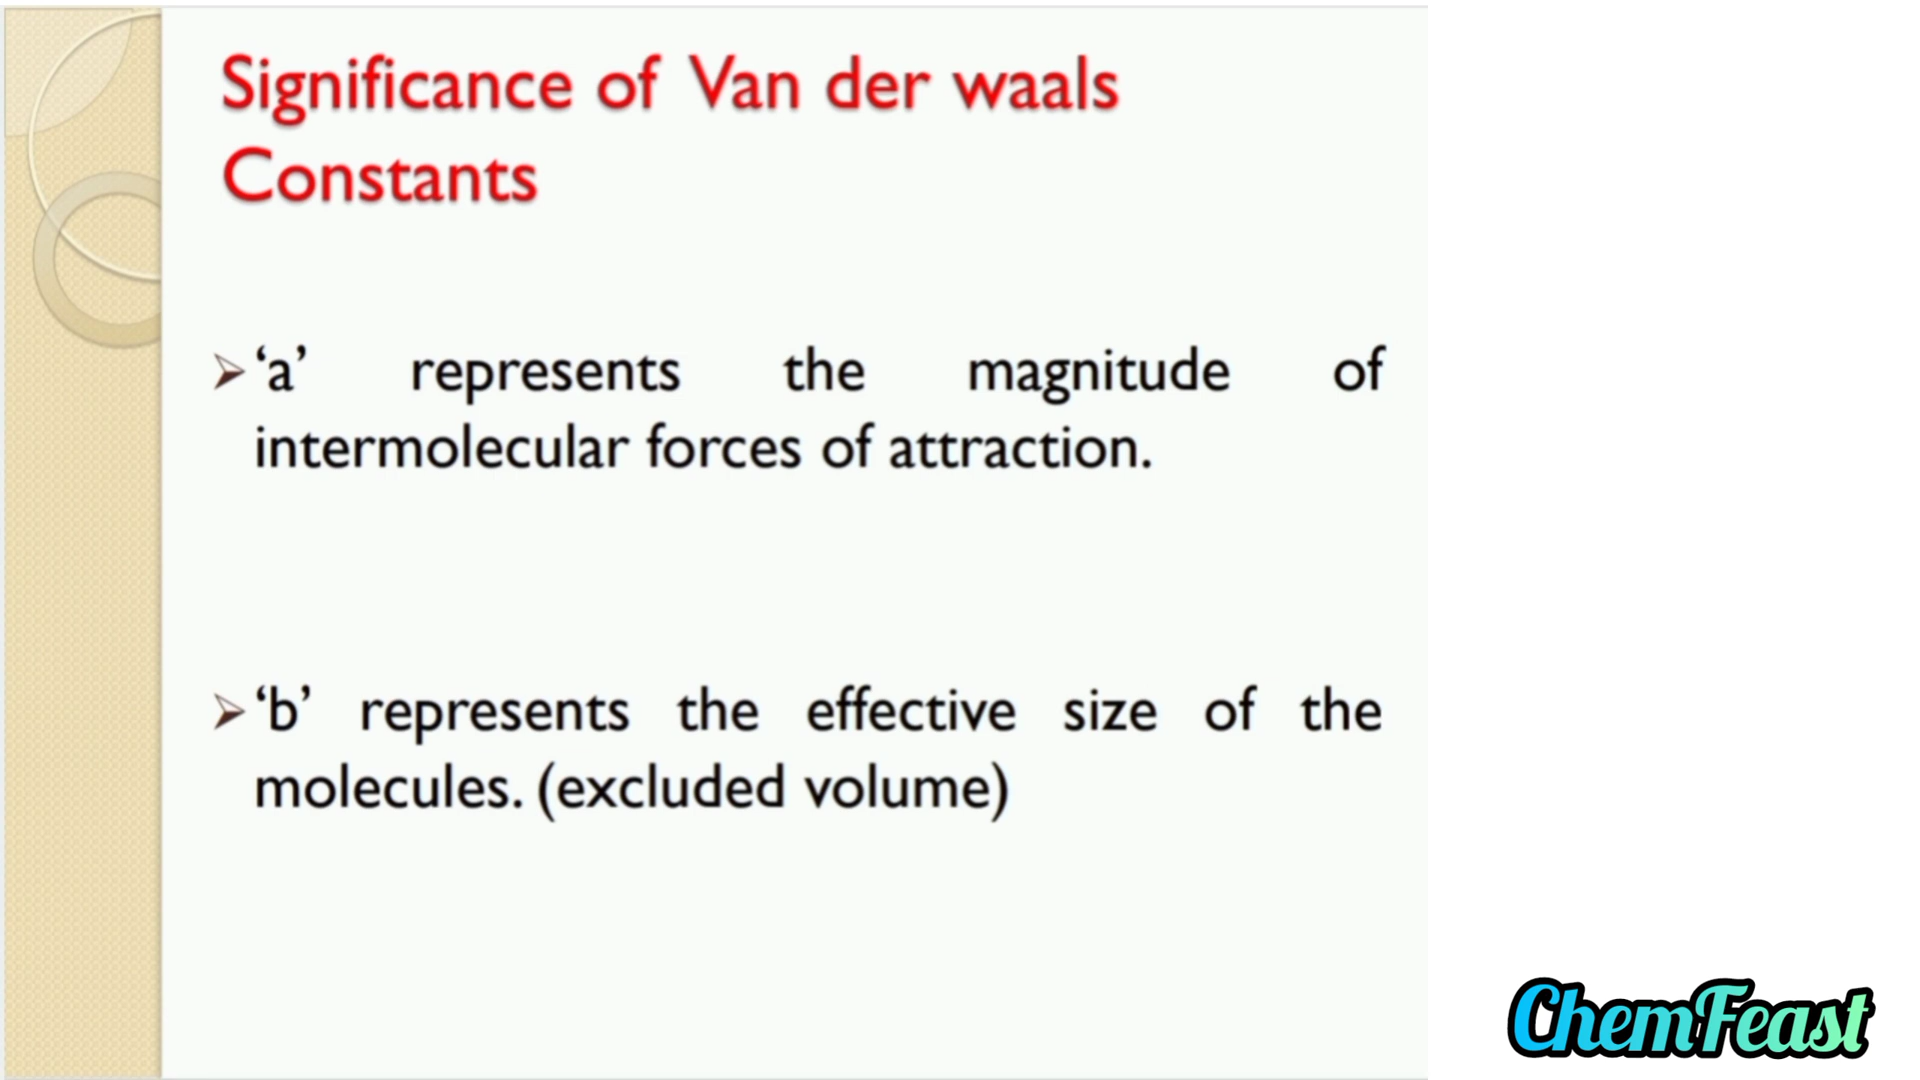 Significance of Van der waals
Constants
‘a’ represents the magnitude of
intermolecular forces of attraction.
‘b’ represents the effective size of the
molecules. (excluded volume)
ChemFeast